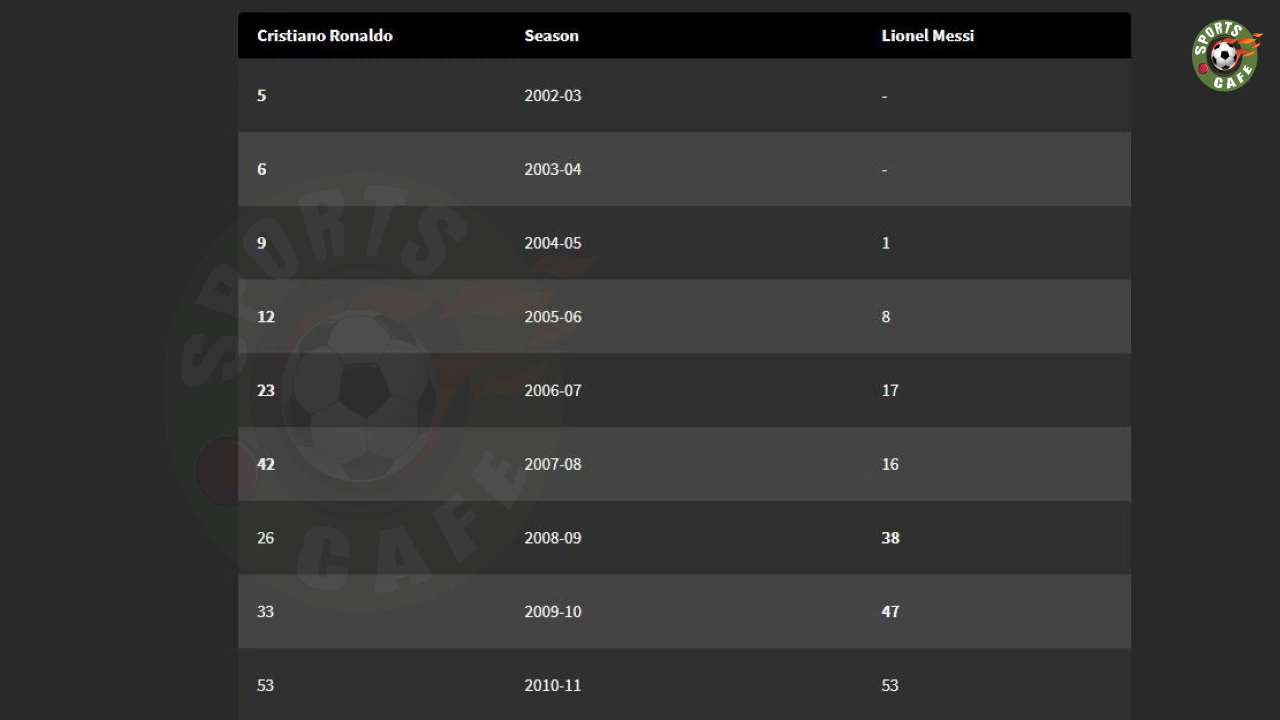 Cristiano Ronaldo Season Lionel Messi
5 2002-03 -
6 2003-04 -
9 2004-05 1
12 2005-06 8
23 2006-07 17
42 2007-08 16
26 2008-09 38
33 2009-10 47
53 2010-11 53
SPORTS
CAFE
SPORTS
CAFE